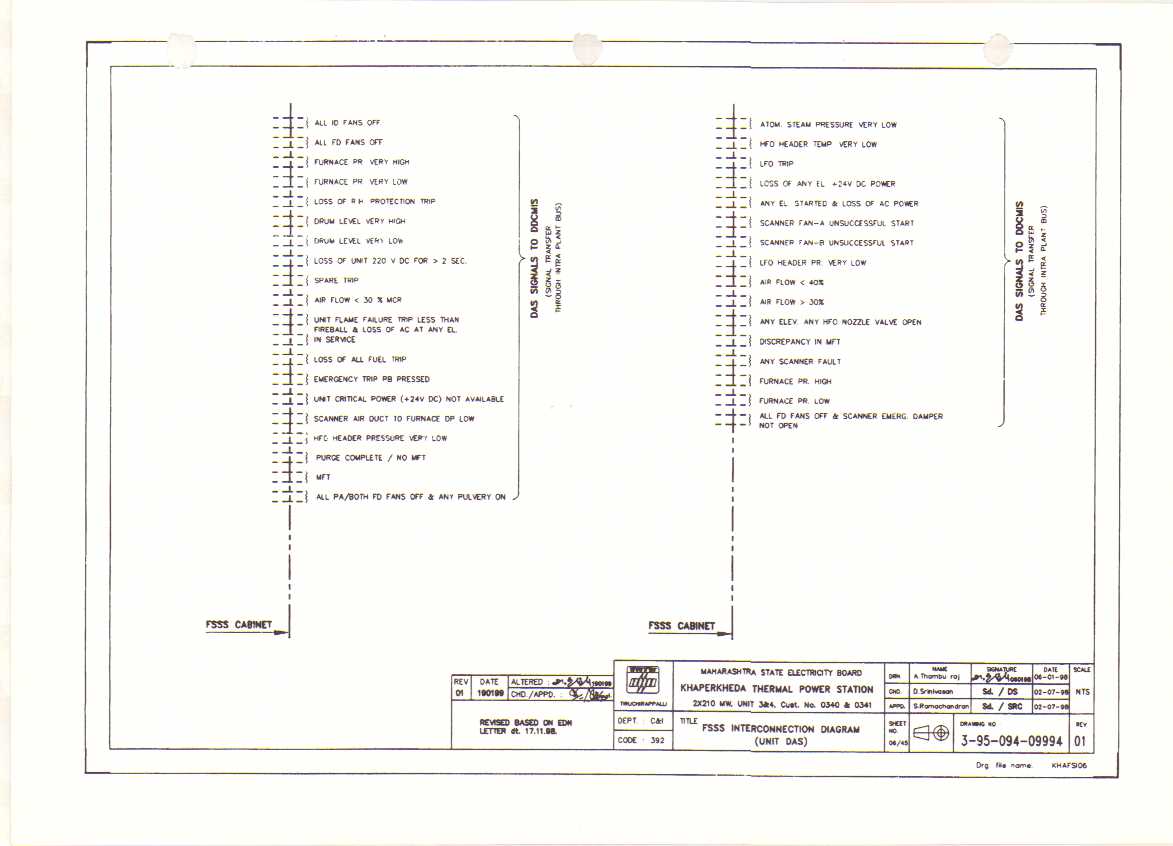 ALL ID FANS OFF
ALL FD FANS OFF
FURNACE PR. VERY HIGH
FURNACE PR. VERY LOW
LOSS OF R.H. PROTECTION TRIP
DRUM LEVEL VERY HIGH
DRUM LEVEL VERY LOW
LOSS OF UNIT 220 V DC FOR > 2 SEC.
SPARE TRIP
AIR FLOW < 30 % MCR
UNIT FLAME FAILURE TRIP LESS THAN
FIREBALL & LOSS OF AC AT ANY EL.
IN SERVICE
LOSS OF ALL FUEL TRIP
EMERGENCY TRIP PB PRESSED
UNIT CRITICAL POWER (+24V DC) NOT AVAILABLE
SCANNER AIR DUCT TO FURNACE DP LOW
HFO HEADER PRESSURE VERY LOW
PURGE COMPLETE / NO MFT
MFT
ALL PA/BOTH FD FANS OFF & ANY PULVERY ON
DAS SIGNALS TO DDCMIS
(SIGNAL TRANSFER
THROUGH INTRA PLANT BUS)
FSSS CABINET
ATOM. STEAM PRESSURE VERY LOW
HFO HEADER TEMP VERY LOW
LFO TRIP
LOSS OF ANY EL. +24V DC POWER
ANY EL STARTED & LOSS OF AC POWER
SCANNER FAN-A UNSUCCESSFUL START
SCANNER FAN-B UNSUCCESSFUL START
LFO HEADER PR. VERY LOW
AIR FLOW < 40%
AIR FLOW > 30%
ANY ELEV. ANY HFO NOZZLE VALVE OPEN
DISCREPANCY IN MFT
ANY SCANNER FAULT
FURNACE PR. HIGH
FURNACE PR. LOW
ALL FD FANS OFF & SCANNER EMERG. DAMPER
NOT OPEN
DAS SIGNALS TO DDCMIS
(SIGNAL TRANSFER
THROUGH INTRA PLANT BUS)
FSSS CABINET
REV DATE ALTERED : 190199
01 190199 CHD./APPD. :
REVISED BASED ON EDN
LETTER dt. 17.11.98.
TIRUCHIRAPPALLI
DEPT. C&I
CODE : 392
MAHARASHTRA STATE ELECTRICITY BOARD
KHAPERKHEDA THERMAL POWER STATION
2X210 MW, UNIT 3&4, Cust. No. 0340 & 0341
TITLE
FSSS INTERCONNECTION DIAGRAM
(UNIT DAS)
NAME SIGNATURE DATE SCALE
DRN. A.Thambu raj 06-01-98
CHD. D.Srinivasan Sd. / DS 02-07-98 NTS
APPD. S.Ramachandran Sd. / SRC 02-07-98
SHEET NO. DRAWING NO REV.
06/45 3-95-094-09994 01
Drg. file name: KHAFSI06